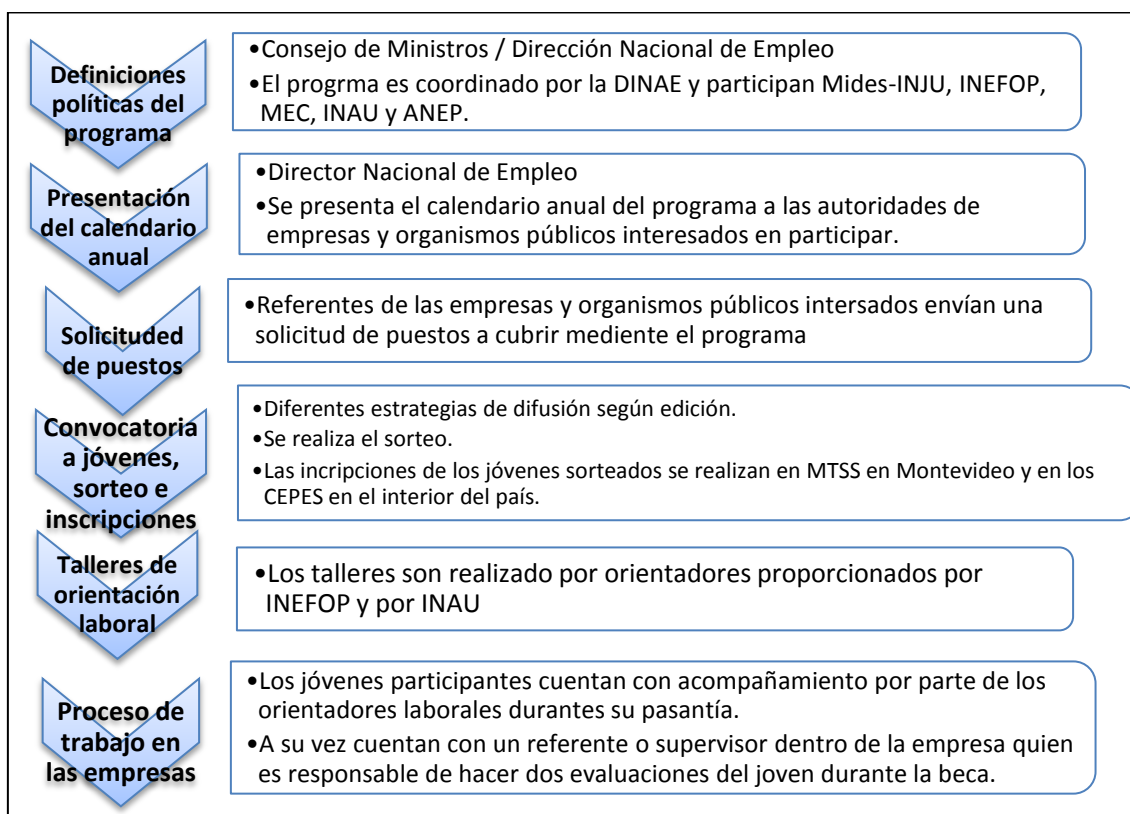 Definiciones
políticas del
programa
•Consejo de Ministros / Dirección Nacional de Empleo
•El progrma es coordinado por la DINAE y participan Mides-INJU, INEFOP,
MEC, INAU y ANEP.
Presentación
del calendario
anual
•Director Nacional de Empleo
•Se presenta el calendario anual del programa a las autoridades de
empresas y organismos públicos interesados en participar.
Solicituded
de puestos
•Referentes de las empresas y organismos públicos intersados envían una
solicitud de puestos a cubrir mediente el programa
Convocatoria
a jóvenes,
sorteo e
inscripciones
•Diferentes estrategias de difusión según edición.
•Se realiza el sorteo.
•Las incripciones de los jóvenes sorteados se realizan en MTSS en Montevideo y en los
CEPES en el interior del país.
Talleres de
orientación
laboral
•Los talleres son realizado por orientadores proporcionados por
INEFOP y por INAU
Proceso de
trabajo en
las empresas
•Los jóvenes participantes cuentan con acompañamiento por parte de los
orientadores laborales durantes su pasantía.
•A su vez cuentan con un referente o supervisor dentro de la empresa quien
es responsable de hacer dos evaluaciones del joven durante la beca.